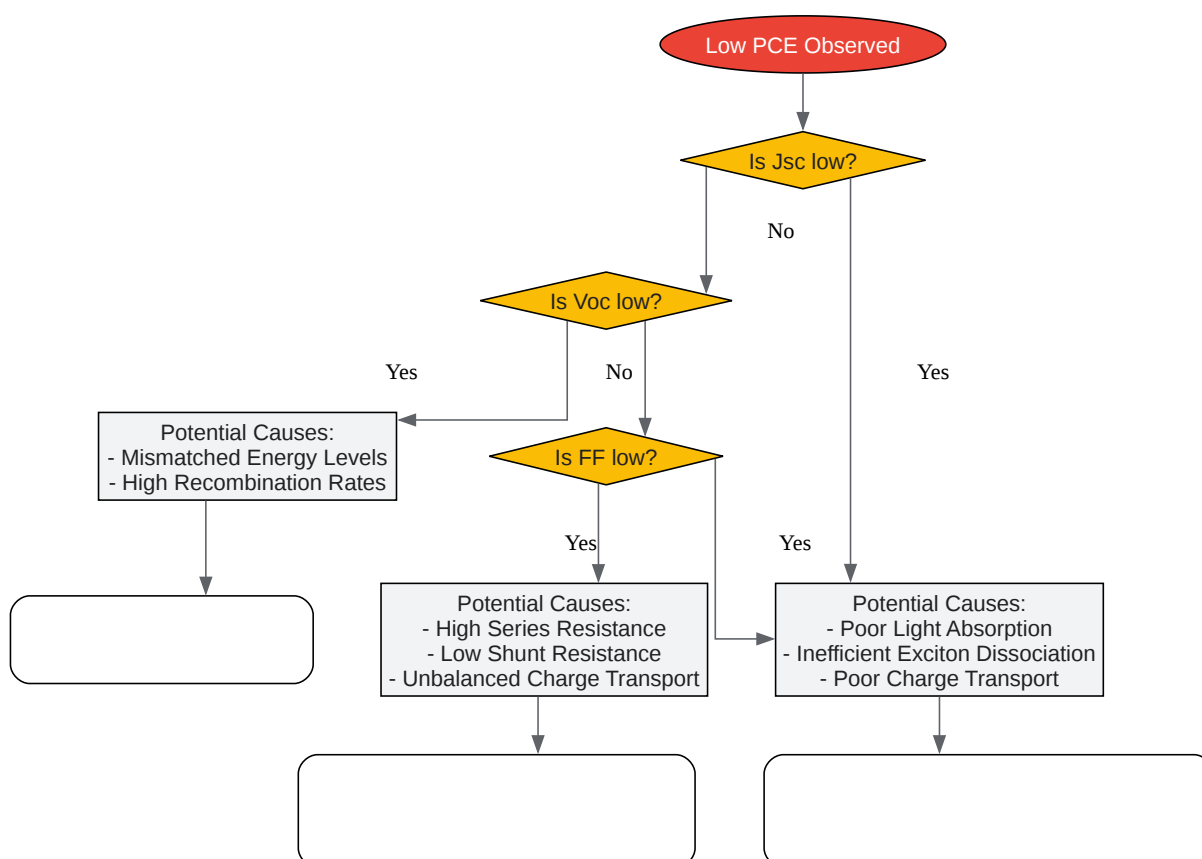 Low PCE Observed
Is Jsc low?
No
Is Voc low?
Yes
No
Yes
Potential Causes:
- Mismatched Energy Levels
- High Recombination Rates
Is FF low?
Yes
Yes
Potential Causes:
- High Series Resistance
- Low Shunt Resistance
- Unbalanced Charge Transport
Potential Causes:
- Poor Light Absorption
- Inefficient Exciton Dissociation
- Poor Charge Transport